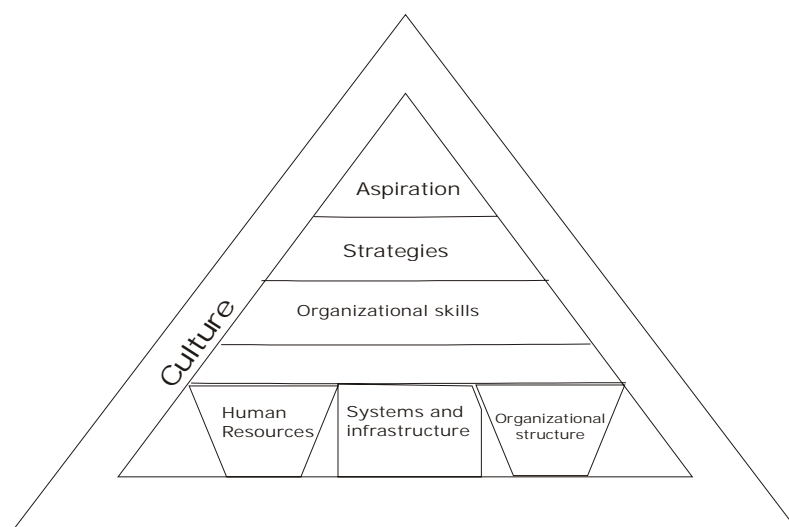 Aspiration
Strategies
Organizational skills
Culture
Human
Resources
Systems and
infrastructure
Organizational
structure